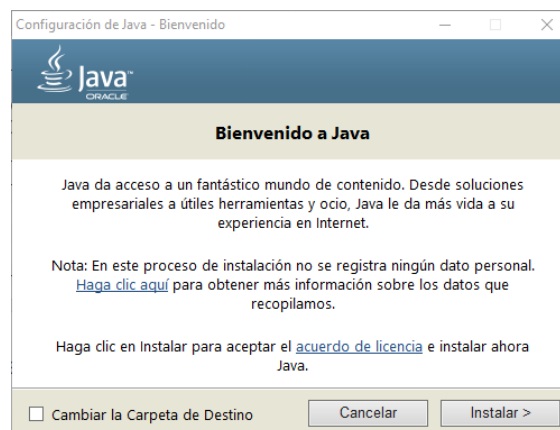 Configuración de Java - Bienvenido
Java™
ORACLE
Bienvenido a Java
Java da acceso a un fantástico mundo de contenido. Desde soluciones
empresariales a útiles herramientas y ocio, Java le da más vida a su
experiencia en Internet.
Nota: En este proceso de instalación no se registra ningún dato personal.
Haga clic aquí para obtener más información sobre los datos que
recopilamos.
Haga clic en Instalar para aceptar el acuerdo de licencia e instalar ahora
Java.
Cambiar la Carpeta de Destino
Cancelar
Instalar >